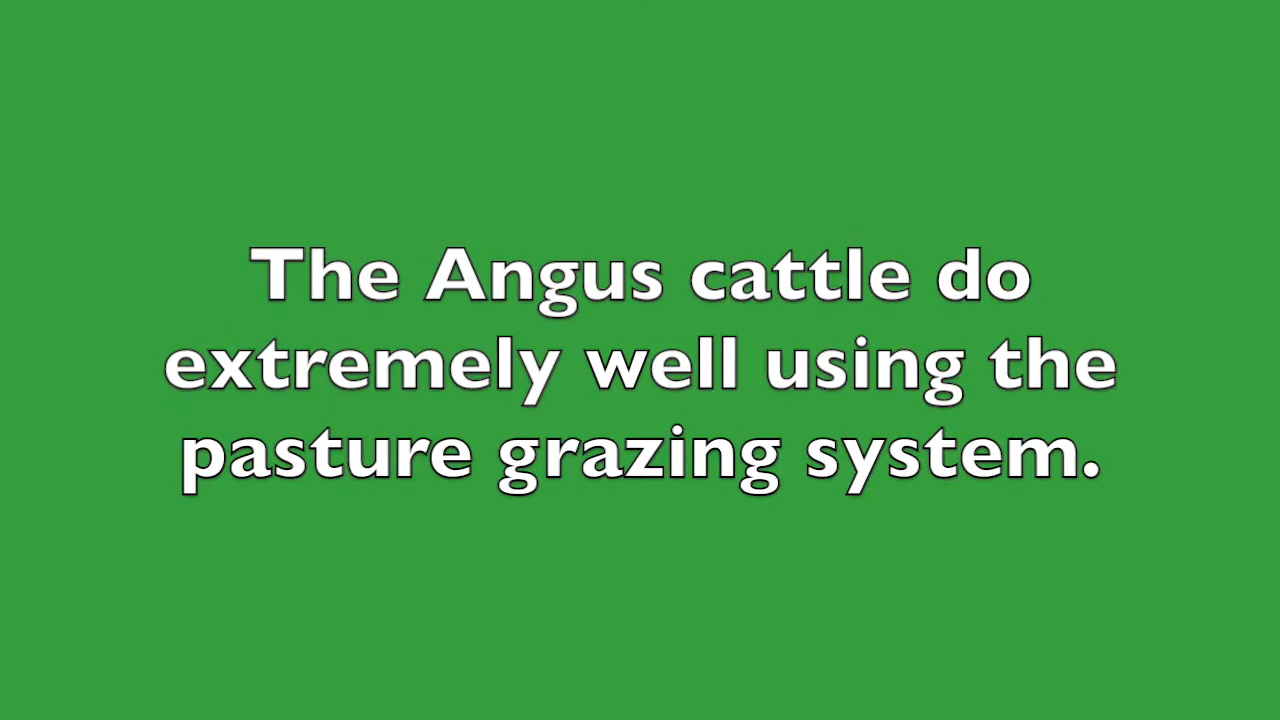 The Angus cattle do
extremely well using the
pasture grazing system.